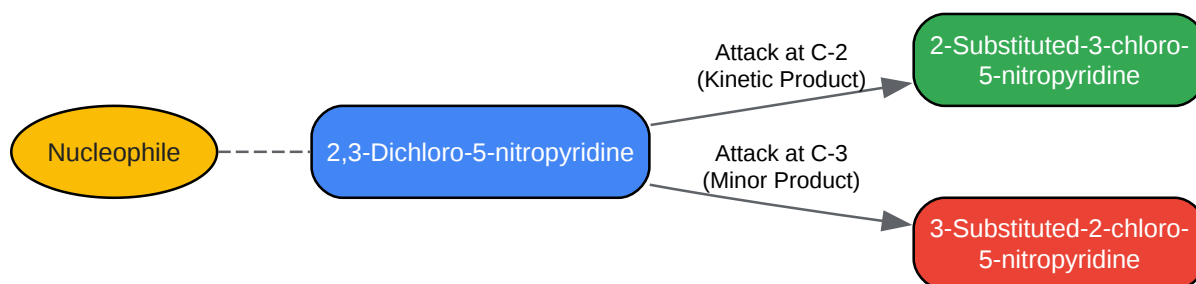 Nucleophile
2,3-Dichloro-5-nitropyridine
Attack at C-2
(Kinetic Product)
2-Substituted-3-chloro-
5-nitropyridine
Attack at C-3
(Minor Product)
3-Substituted-2-chloro-
5-nitropyridine